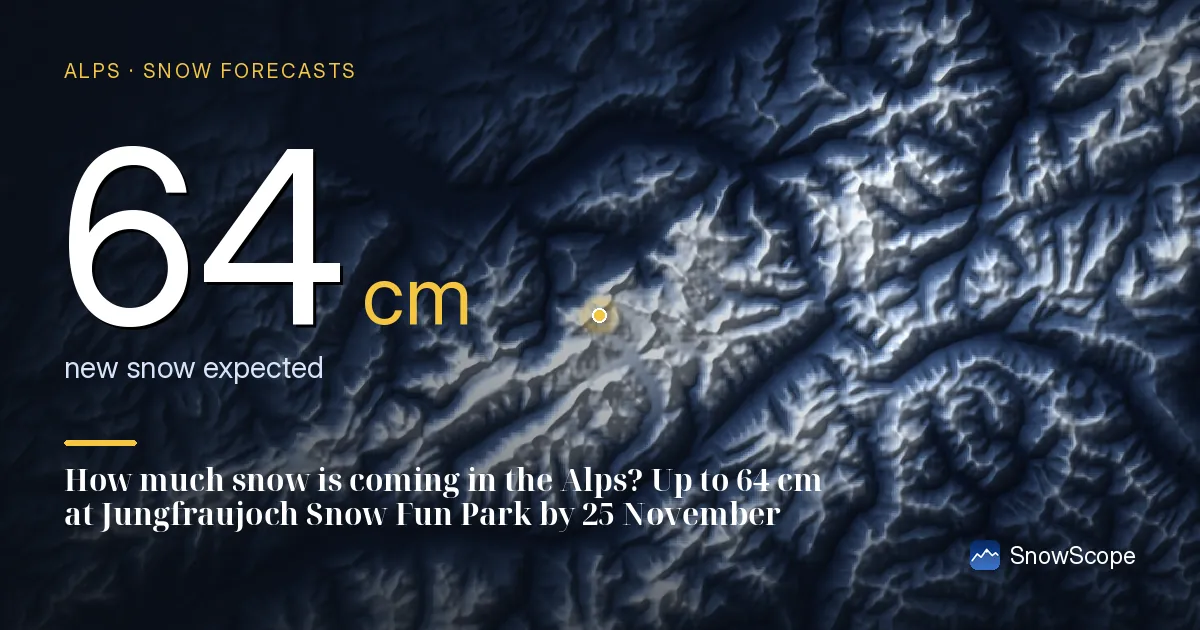 ALPS · SNOW FORECASTS
64 cm
new snow expected
How much snow is coming in the Alps? Up to 64 cm
at Jungfraujoch Snow Fun Park by 25 November
SnowScope